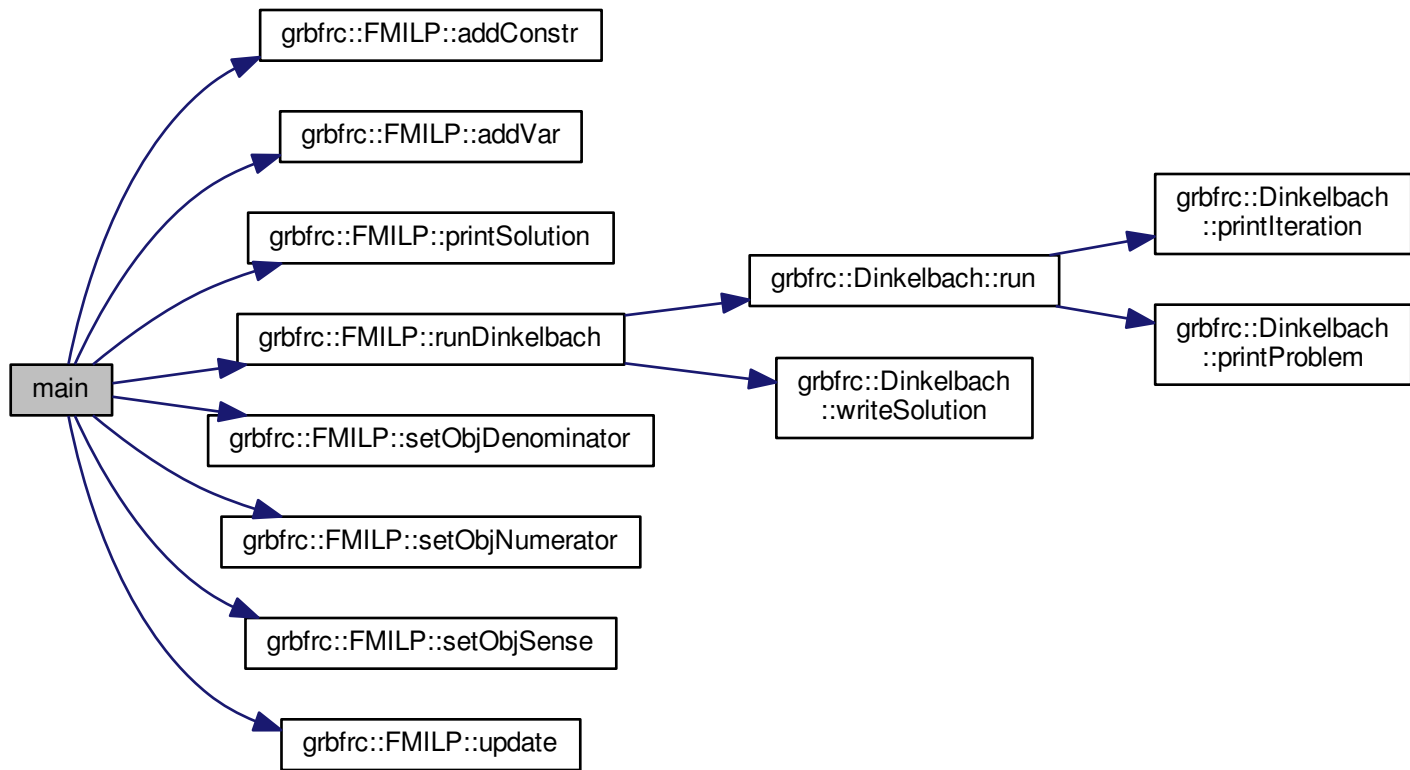 grbfrc::FMILP::addConstr
grbfrc::FMILP::addVar
grbfrc::FMILP::printSolution
grbfrc::FMILP::runDinkelbach
main
grbfrc::FMILP::setObjDenominator
grbfrc::FMILP::setObjNumerator
grbfrc::FMILP::setObjSense
grbfrc::FMILP::update
grbfrc::Dinkelbach::run
grbfrc::Dinkelbach
::writeSolution
grbfrc::Dinkelbach
::printIteration
grbfrc::Dinkelbach
::printProblem